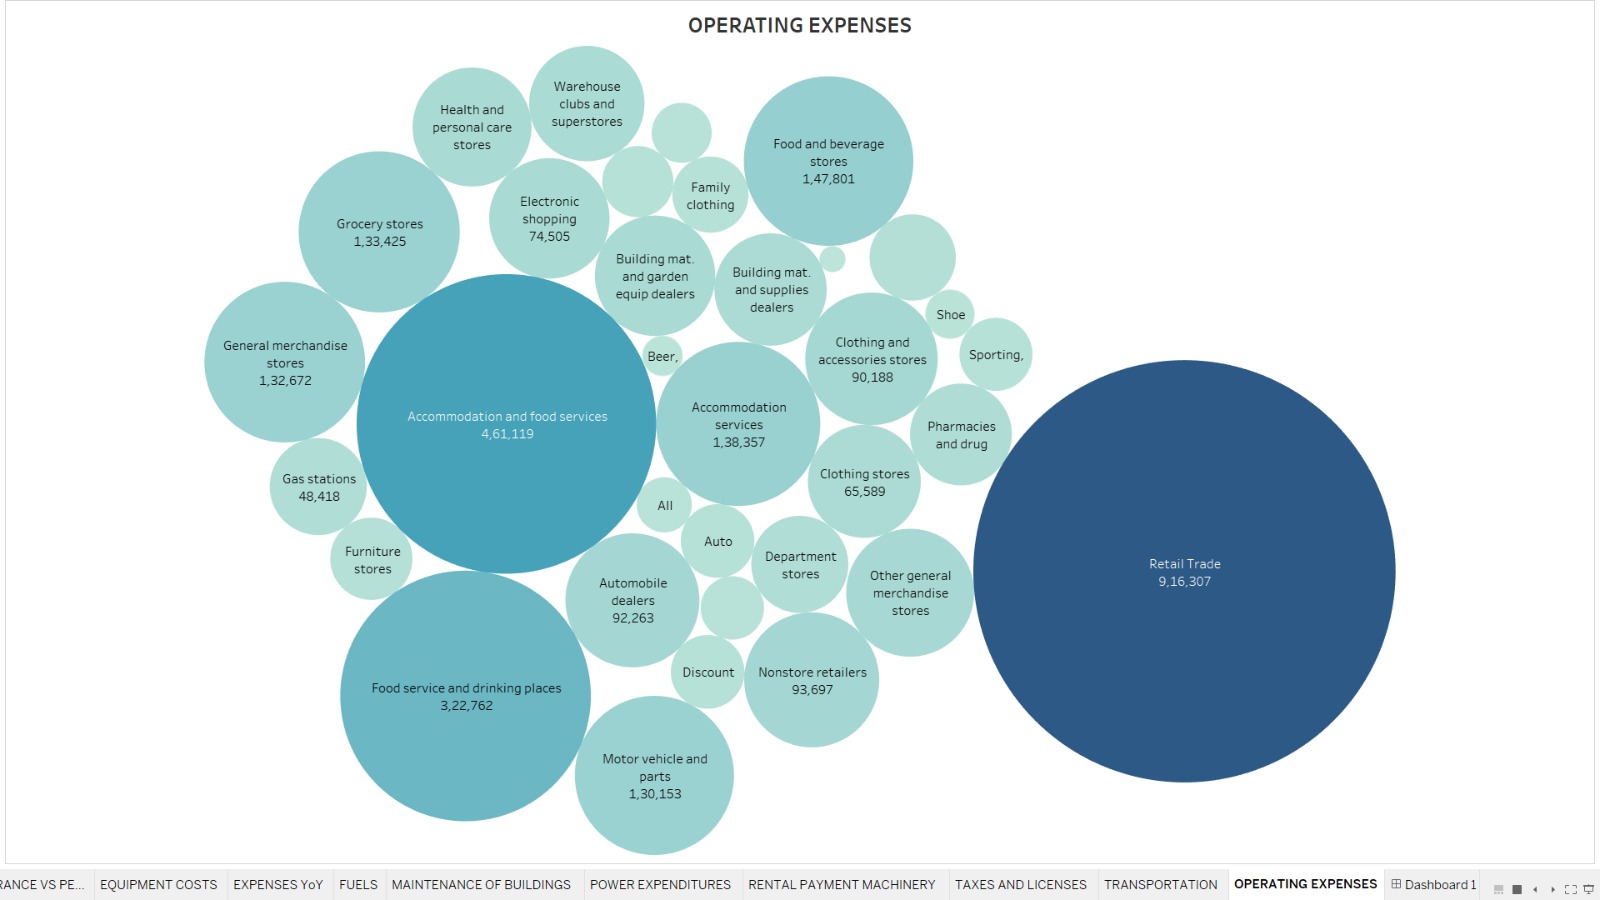 OPERATING EXPENSES
Warehouse
clubs and
superstores
Health and
personal care
stores
Food and beverage
stores
1,47,801
Family
clothing
Electronic
shopping
74,505
Grocery stores
1,33,425
Building mat.
and garden
equip dealers
Building mat.
and supplies
dealers
Shoe
General merchandise
stores
1,32,672
Beer,
Clothing and
accessories stores
90,188
Sporting,
Accommodation and food services
4,61,119
Accommodation
services
1,38,357
Pharmacies
and drug
Gas stations
48,418
Clothing stores
65,589
All
Auto
Furniture
stores
Department
stores
Retail Trade
9,16,307
Automobile
dealers
92,263
Other general
merchandise
stores
Discount
Nonstore retailers
93,697
Food service and drinking places
3,22,762
Motor vehicle and
parts
1,30,153
RANCE VS PE... EQUIPMENT COSTS EXPENSES YoY FUELS MAINTENANCE OF BUILDINGS POWER EXPENDITURES RENTAL PAYMENT MACHINERY TAXES AND LICENSES TRANSPORTATION OPERATING EXPENSES Dashboard 1